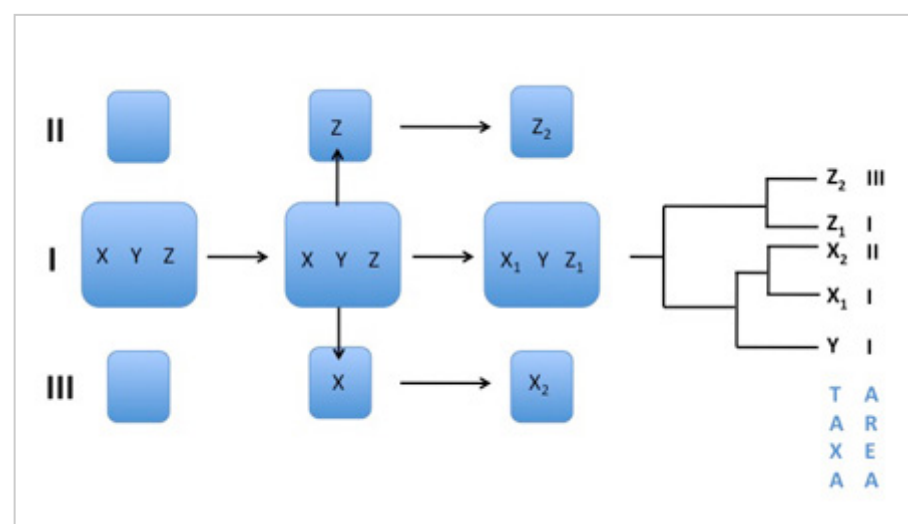 II
Z
Z₂
I
X Y Z
X Y Z
X₁ Y Z₁
III
X
X₂
Z₂ III
Z₁ I
X₂ II
X₁ I
Y I
T A
A R
X E
A A